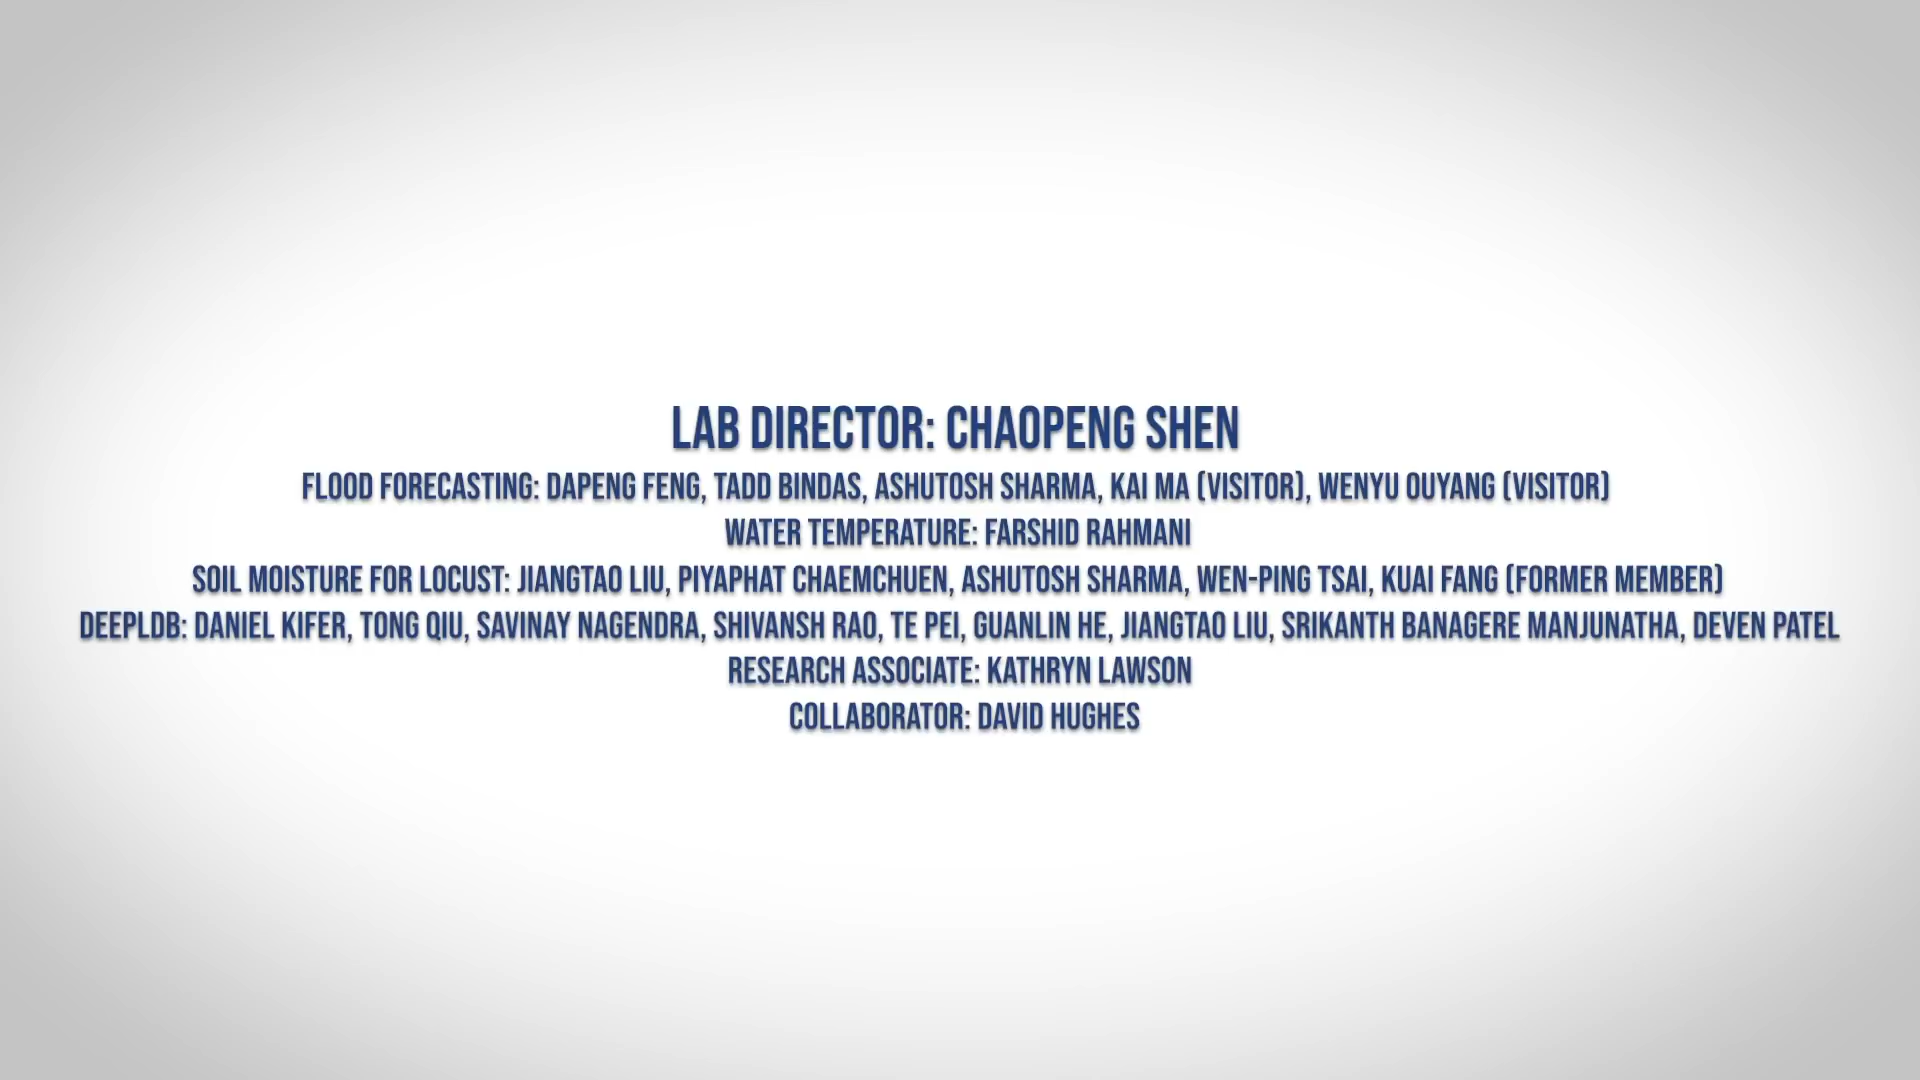 LAB DIRECTOR: CHAOPENG SHEN
FLOOD FORECASTING: DAPENG FENG, TADD BINDAS, ASHUTOSH SHARMA, KAI MA (VISITOR), WENYU OUYANG (VISITOR)
WATER TEMPERATURE: FARSHID RAHMANI
SOIL MOISTURE FOR LOCUST: JIANGTAO LIU, PIYAPHAT CHAEMCHUEN, ASHUTOSH SHARMA, WEN-PING TSAI, KUAI FANG (FORMER MEMBER)
DEEPLDB: DANIEL KIFER, TONG QIU, SAVINAY NAGENDRA, SHIVANSH RAO, TE PEI, GUANLIN HE, JIANGTAO LIU, SRIKANTH BANAGERE MANJUNATHA, DEVEN PATEL
RESEARCH ASSOCIATE: KATHRYN LAWSON
COLLABORATOR: DAVID HUGHES